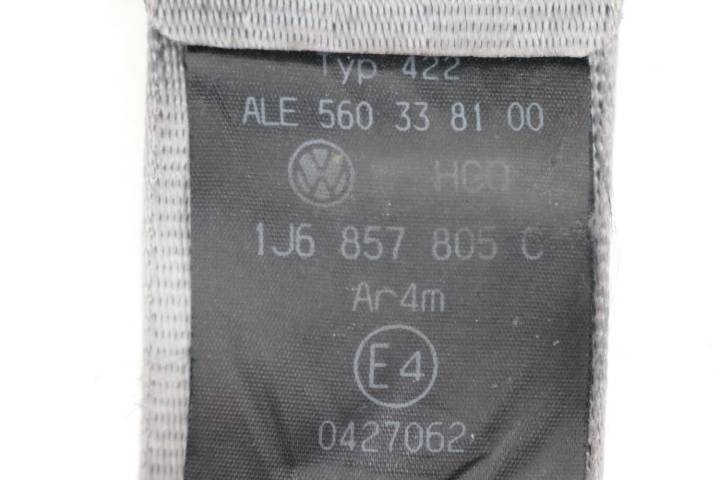 Typ 422
ALE 560 33 81 00
1J6 857 805 C
Ar4m
E4
0427062